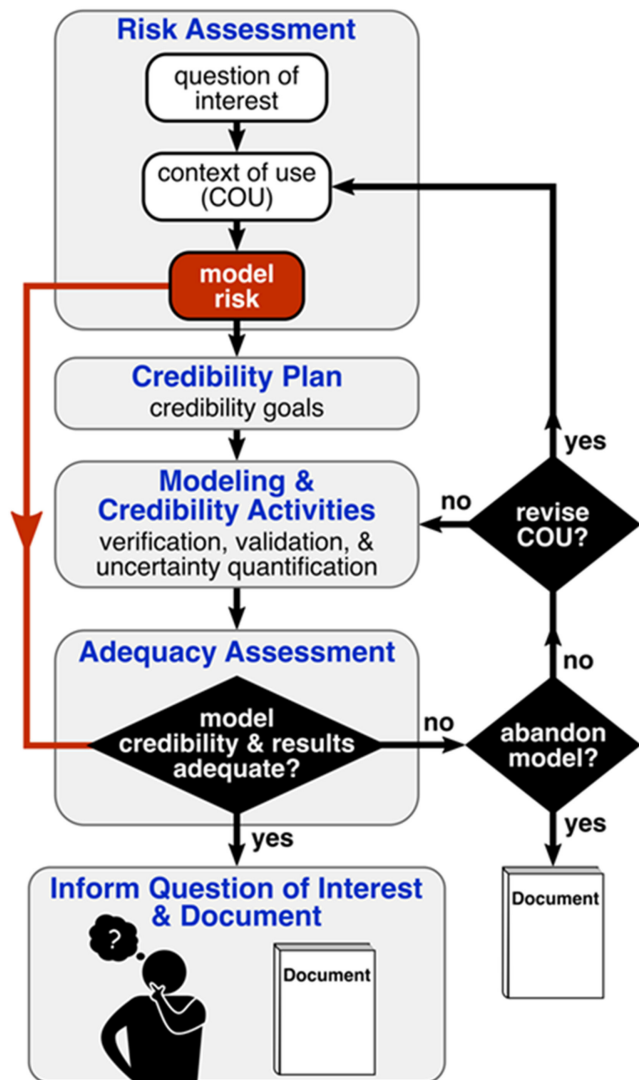 Risk Assessment
question of
interest
context of use
(COU)
model
risk
Credibility Plan
credibility goals
Modeling &
Credibility Activities
verification, validation, &
uncertainty quantification
no
revise
COU?
yes
Adequacy Assessment
model
credibility & results
adequate?
no
abandon
model?
no
yes
yes
Inform Question of Interest
& Document
?
Document
Document